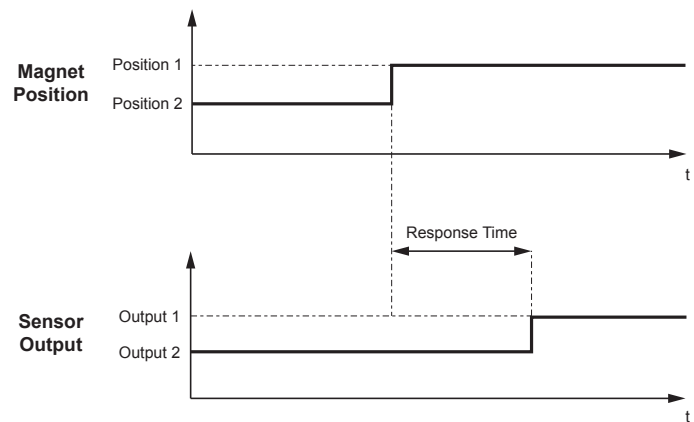 Magnet
Position
Position 1
Position 2
t
Response Time
Sensor
Output
Output 1
Output 2
t